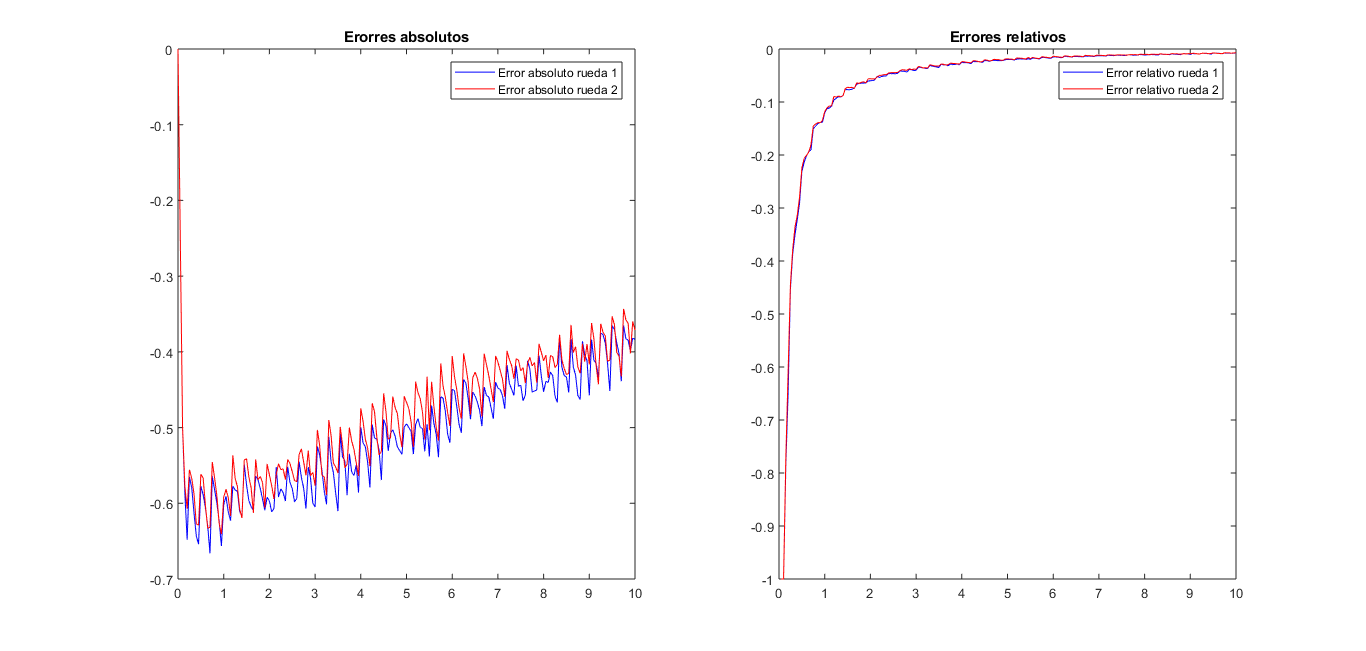 Erorres absolutos
0
-0.1
-0.2
-0.3
-0.4
-0.5
-0.6
-0.7
0 1 2 3 4 5 6 7 8 9 10
Error absoluto rueda 1
Error absoluto rueda 2
Errores relativos
0
-0.1
-0.2
-0.3
-0.4
-0.5
-0.6
-0.7
-0.8
-0.9
-1
0 1 2 3 4 5 6 7 8 9 10
Error relativo rueda 1
Error relativo rueda 2